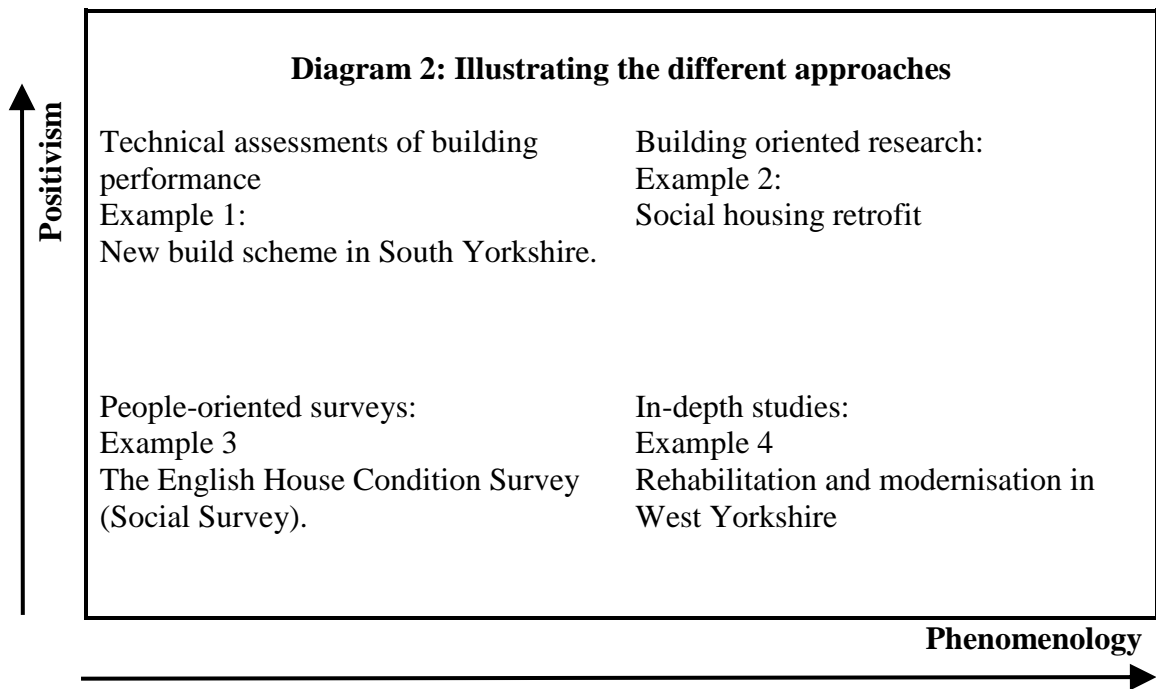 Diagram 2: Illustrating the different approaches
Positivism
Technical assessments of building
performance
Example 1:
New build scheme in South Yorkshire.
Building oriented research:
Example 2:
Social housing retrofit
People-oriented surveys:
Example 3
The English House Condition Survey
(Social Survey).
In-depth studies:
Example 4
Rehabilitation and modernisation in
West Yorkshire
Phenomenology